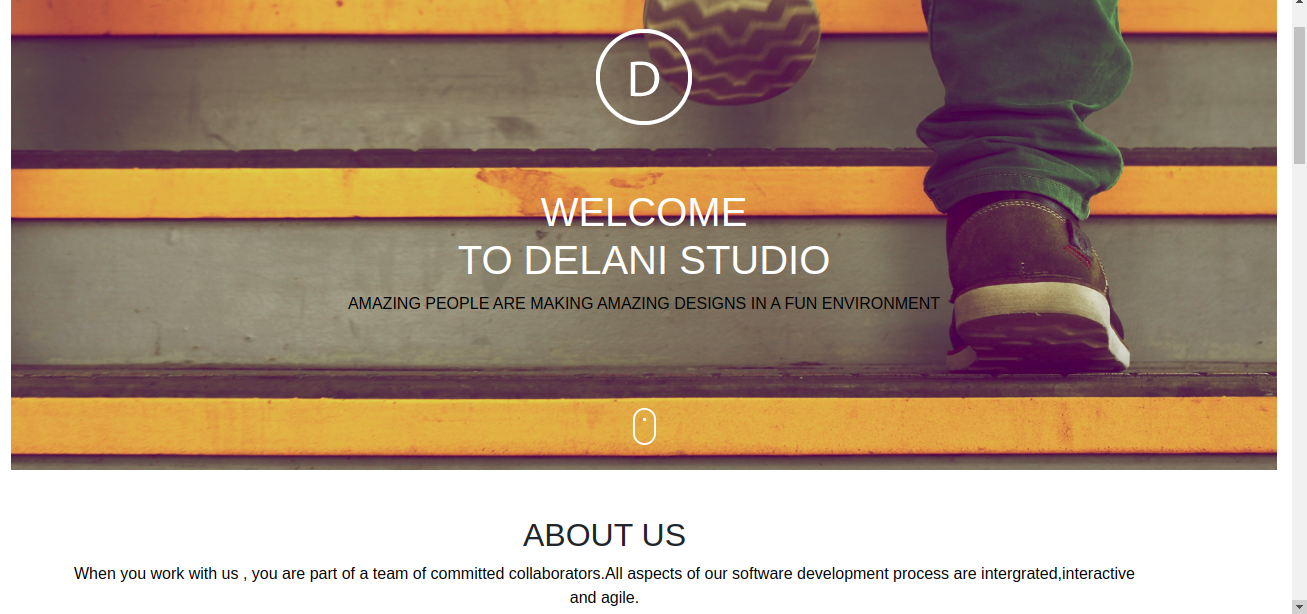 D
WELCOME
TO DELANI STUDIO
AMAZING PEOPLE ARE MAKING AMAZING DESIGNS IN A FUN ENVIRONMENT
ABOUT US
When you work with us , you are part of a team of committed collaborators.All aspects of our software development process are intergrated,interactive
and agile.